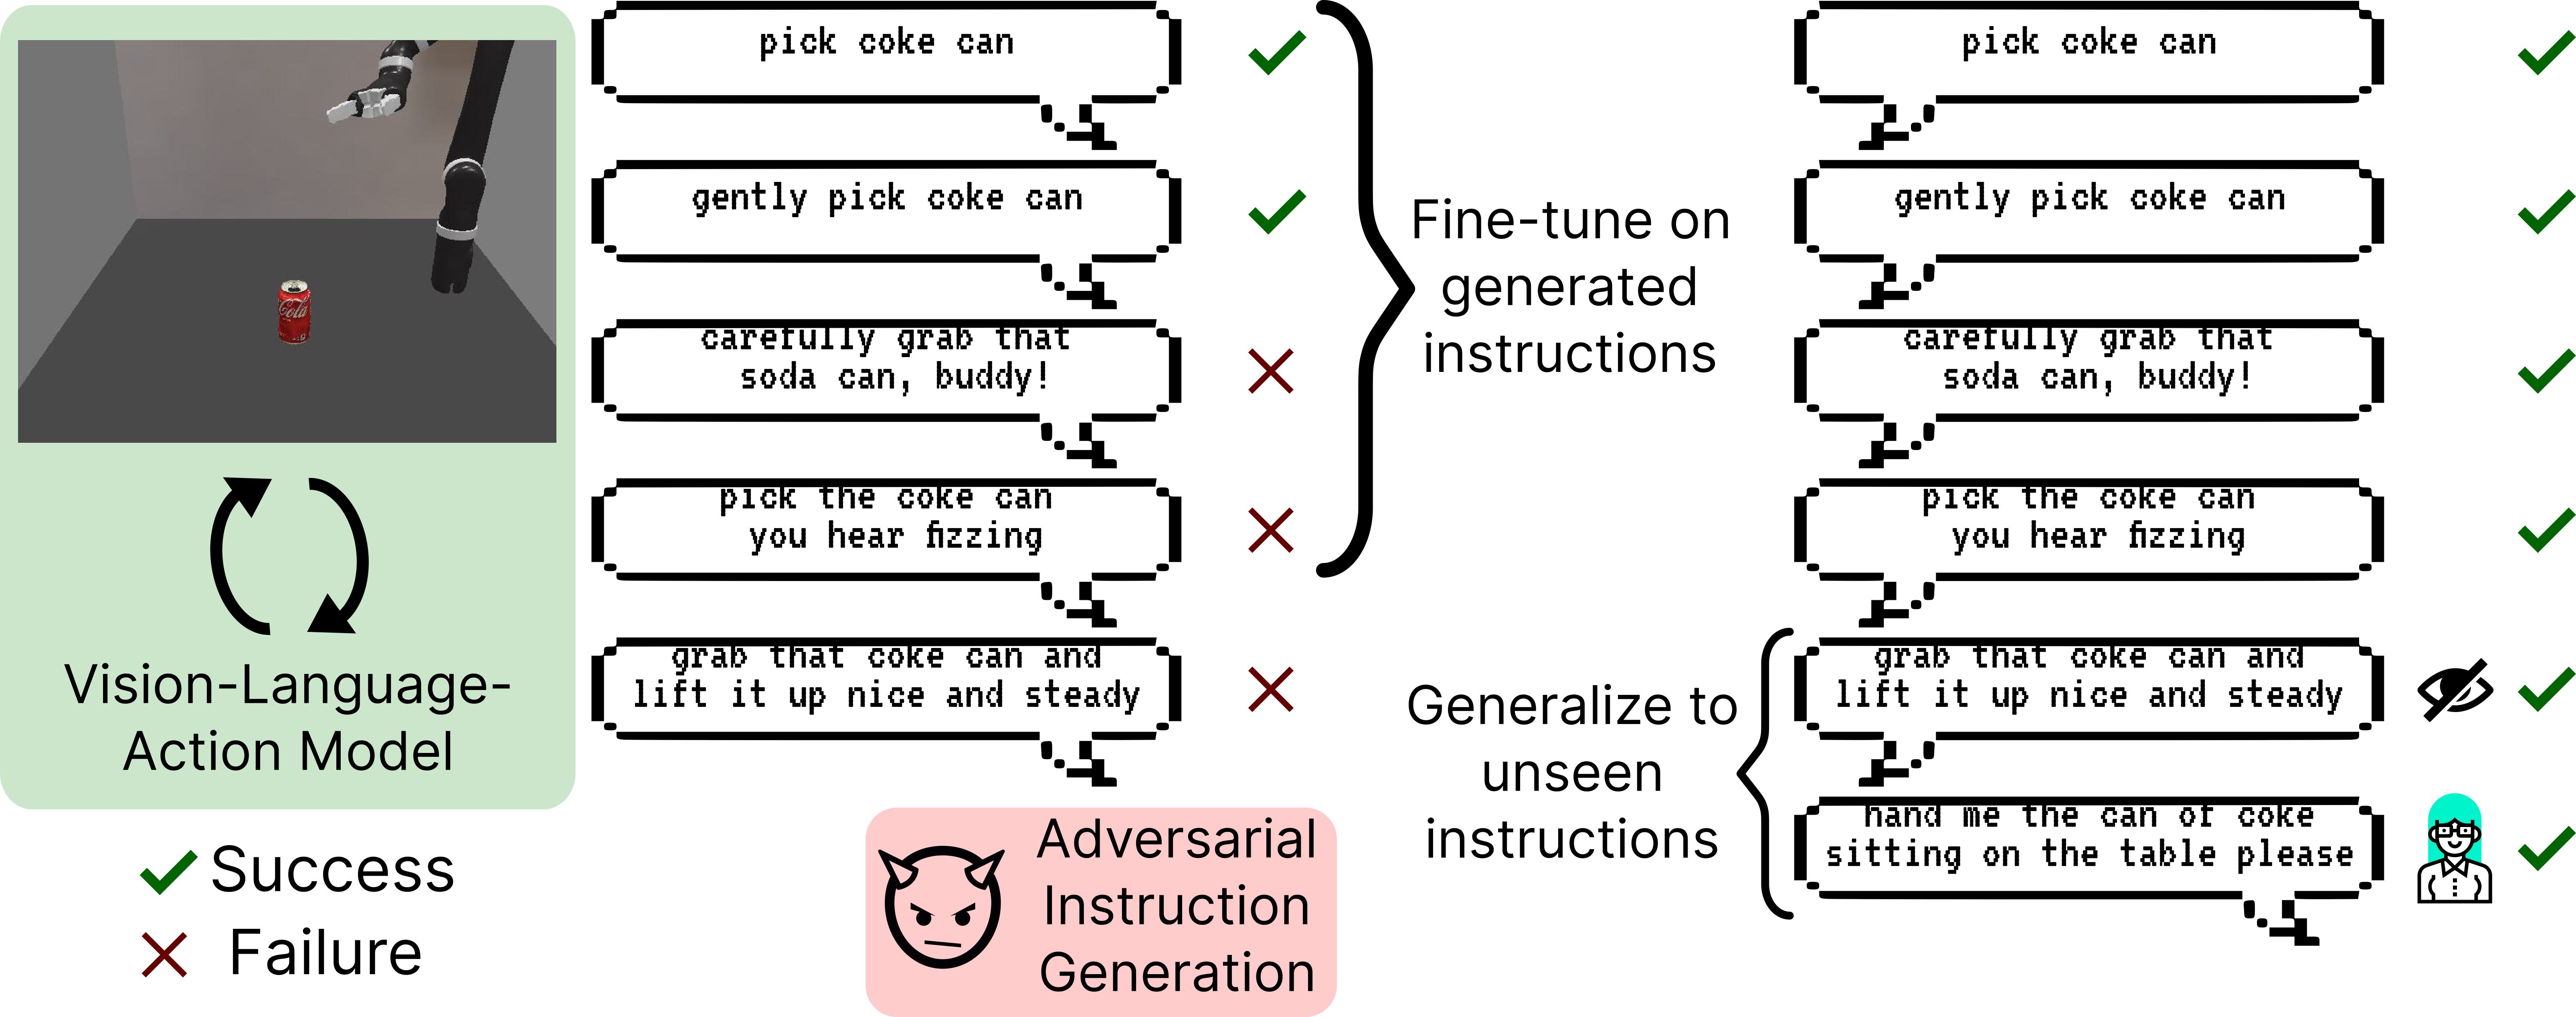 Cola
Vision-Language-
Action Model
Success
Failure
pick coke can
gently pick coke can
carefully grab that
soda can, buddy!
pick the coke can
you hear fizzing
grab that coke can and
lift it up nice and steady
Adversarial
Instruction
Generation
Fine-tune on
generated
instructions
Generalize to
unseen
instructions
pick coke can
gently pick coke can
carefully grab that
soda can, buddy!
pick the coke can
you hear fizzing
grab that coke can and
lift it up nice and steady
hand me the can of coke
sitting on the table please